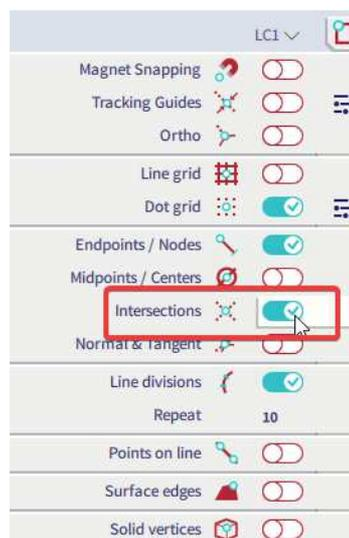 LC1
Magnet Snapping
Tracking Guides
Ortho
Line grid
Dot grid
Endpoints / Nodes
Midpoints / Centers
Intersections
Normal & Tangent
Line divisions
Repeat 10
Points on line
Surface edges
Solid vertices